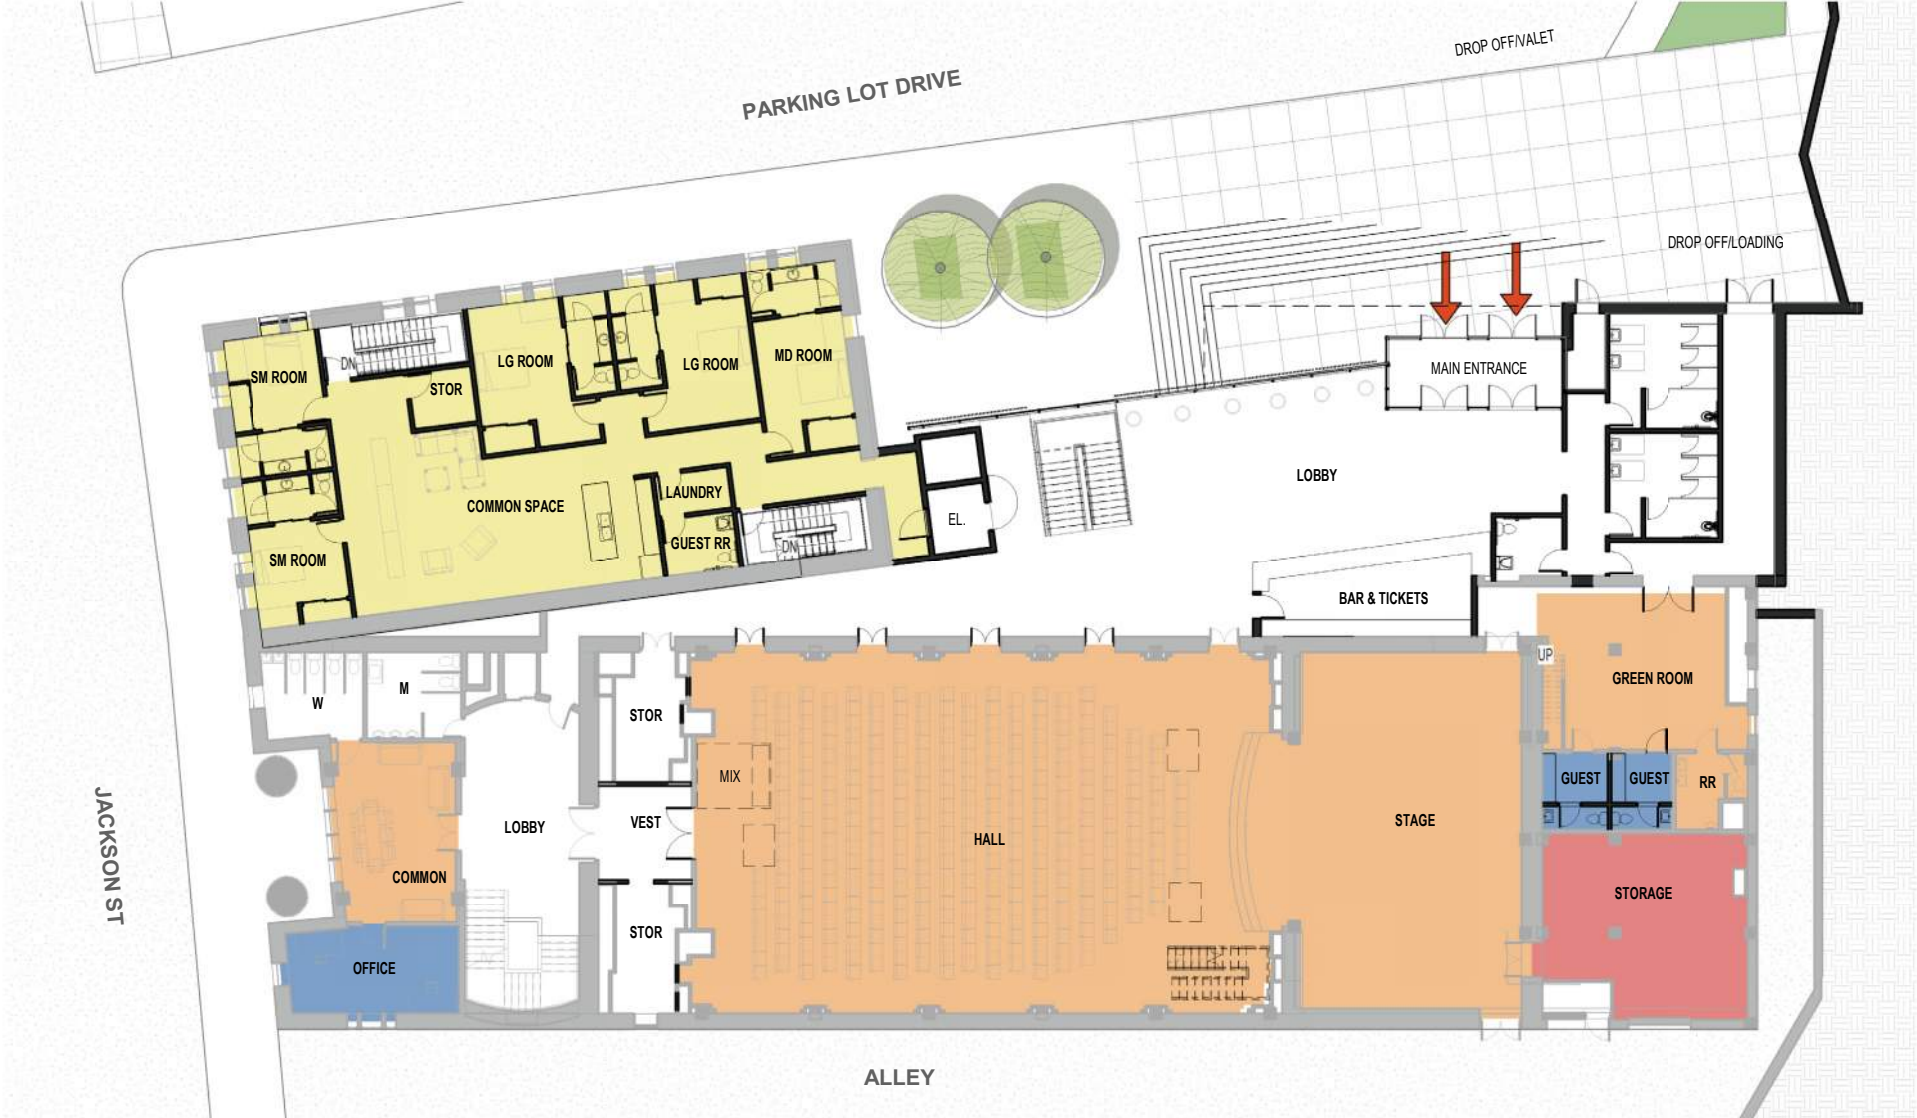 DROP OFF/VALET
PARKING LOT DRIVE
DROP OFF/LOADING
MAIN ENTRANCE
SM ROOM
DN
STOR
LG ROOM
LG ROOM
MD ROOM
LOBBY
COMMON SPACE
LAUNDRY
GUEST RR
DN
EL.
SM ROOM
BAR & TICKETS
UP
GREEN ROOM
W
M
STOR
MIX
GUEST
GUEST
RR
JACKSON ST
LOBBY
VEST
HALL
STAGE
COMMON
STORAGE
STOR
OFFICE
ALLEY